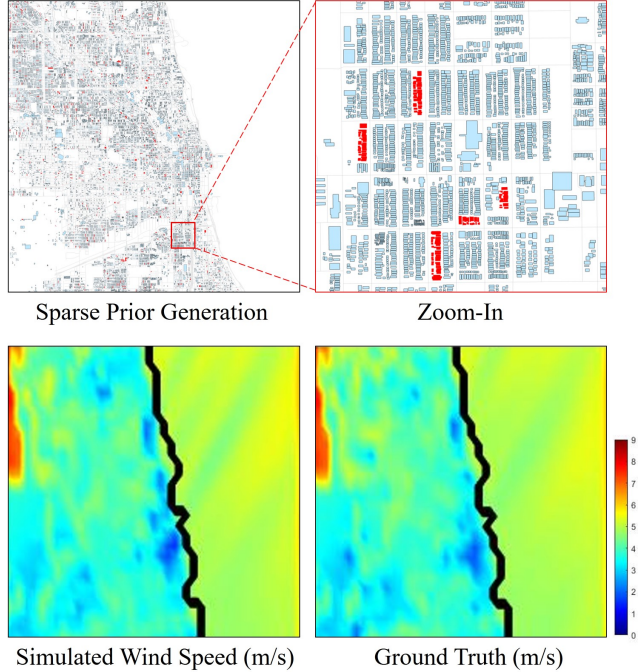 Sparse Prior Generation
Zoom-In
9
8
7
6
5
4
3
2
1
0
Simulated Wind Speed (m/s)
Ground Truth (m/s)